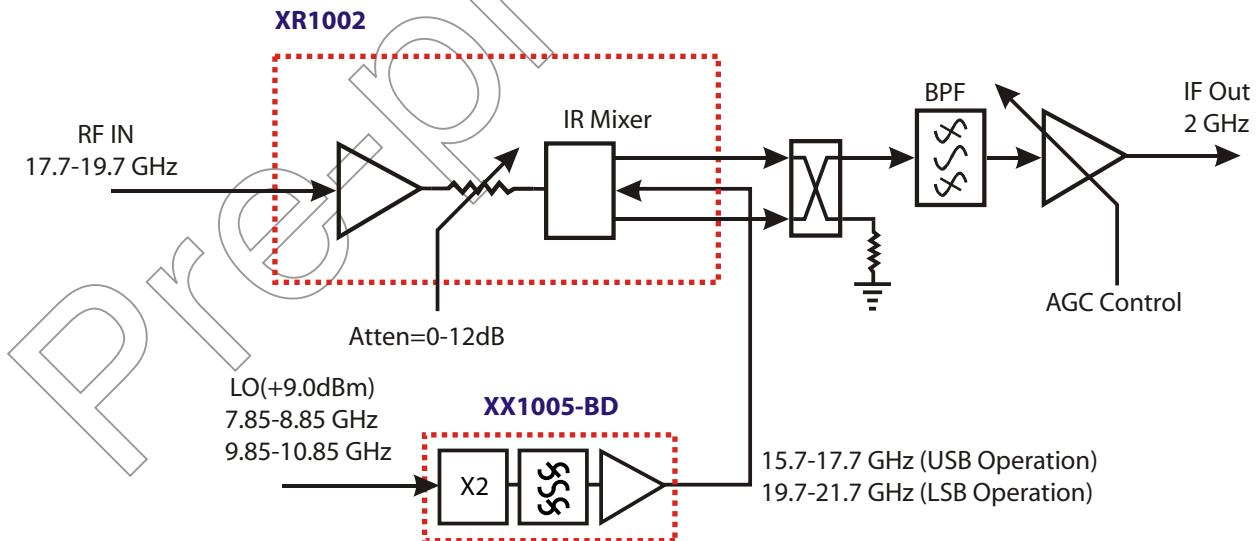 XR1002
RF IN
17.7-19.7 GHz
IR Mixer
BPF
IF Out
2 GHz
Atten=0-12dB
AGC Control
LO(+9.0dBm)
7.85-8.85 GHz
9.85-10.85 GHz
XX1005-BD
X2
15.7-17.7 GHz (USB Operation)
19.7-21.7 GHz (LSB Operation)